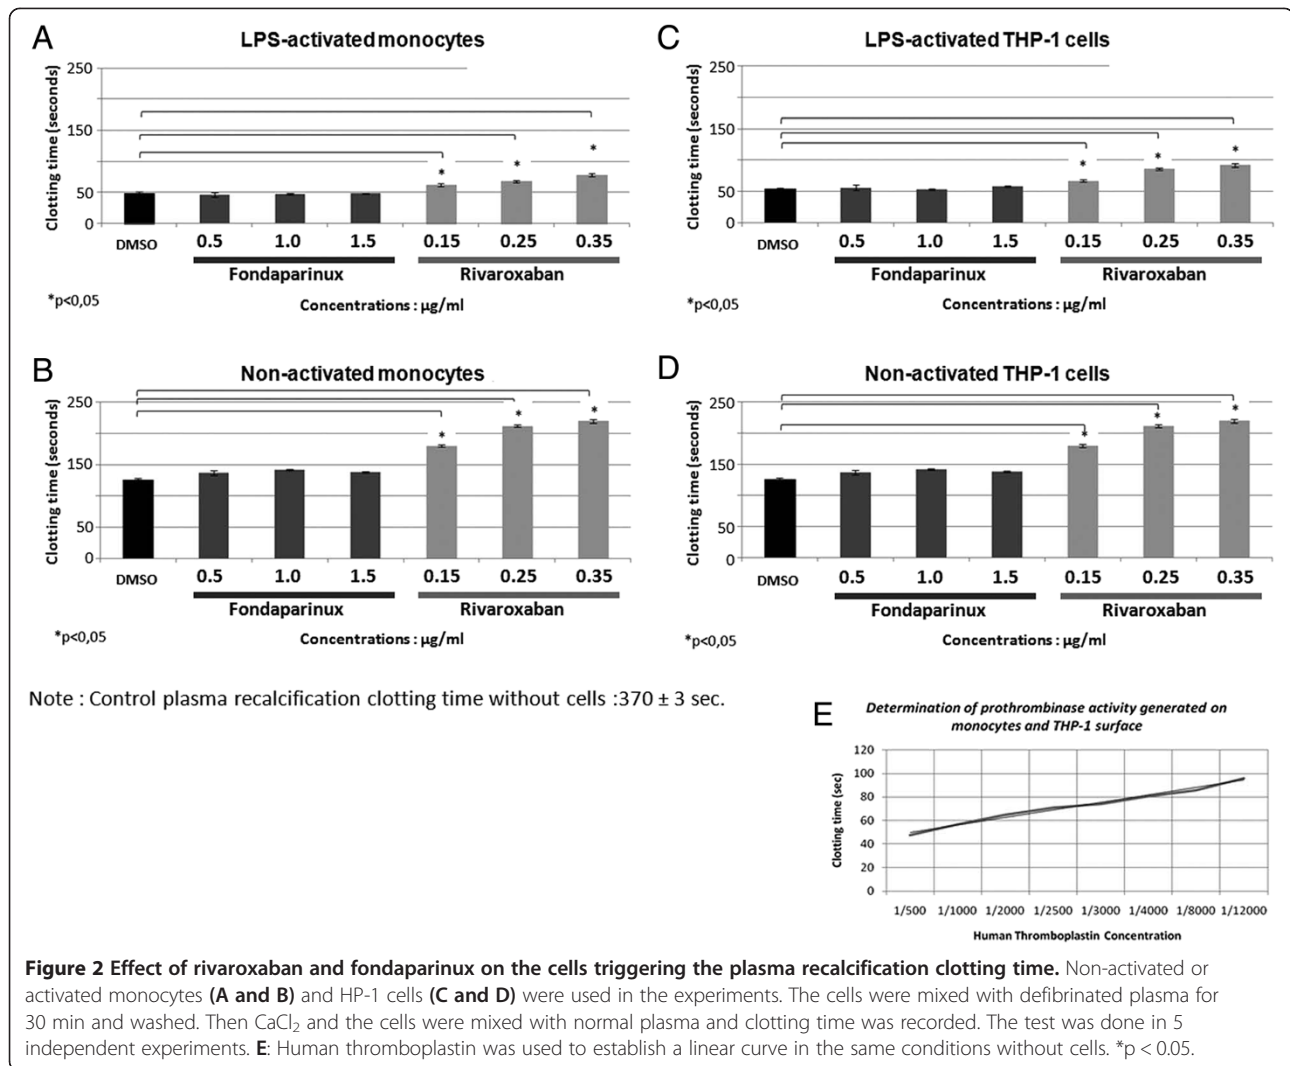 A
LPS-activated monocytes
Clotting time (seconds)
250
150
50
0
* * *
DMSO 0.5 1.0 1.5 0.15 0.25 0.35
Fondaparinux Rivaroxaban
*p<0,05
Concentrations : µg/ml
C
LPS-activated THP-1 cells
Clotting time (seconds)
250
150
50
0
* * *
DMSO 0.5 1.0 1.5 0.15 0.25 0.35
Fondaparinux Rivaroxaban
*p<0,05
Concentrations : µg/ml
B
Non-activated monocytes
Clotting time (seconds)
250
150
50
0
* * *
DMSO 0.5 1.0 1.5 0.15 0.25 0.35
Fondaparinux Rivaroxaban
*p<0,05
Concentrations : µg/ml
D
Non-activated THP-1 cells
Clotting time (seconds)
250
150
50
0
* * *
DMSO 0.5 1.0 1.5 0.15 0.25 0.35
Fondaparinux Rivaroxaban
*p<0,05
Concentrations : µg/ml
Note : Control plasma recalcification clotting time without cells :370 ± 3 sec.
E
Determination of prothrombinase activity generated on
monocytes and THP-1 surface
Clotting time (sec)
120
100
80
60
40
20
0
1/500 1/1000 1/2000 1/2500 1/3000 1/4000 1/8000 1/12000
Human Thromboplastin Concentration
Figure 2 Effect of rivaroxaban and fondaparinux on the cells triggering the plasma recalcification clotting time. Non-activated or
activated monocytes (A and B) and HP-1 cells (C and D) were used in the experiments. The cells were mixed with defibrinated plasma for
30 min and washed. Then CaCl₂ and the cells were mixed with normal plasma and clotting time was recorded. The test was done in 5
independent experiments. E: Human thromboplastin was used to establish a linear curve in the same conditions without cells. *p < 0.05.